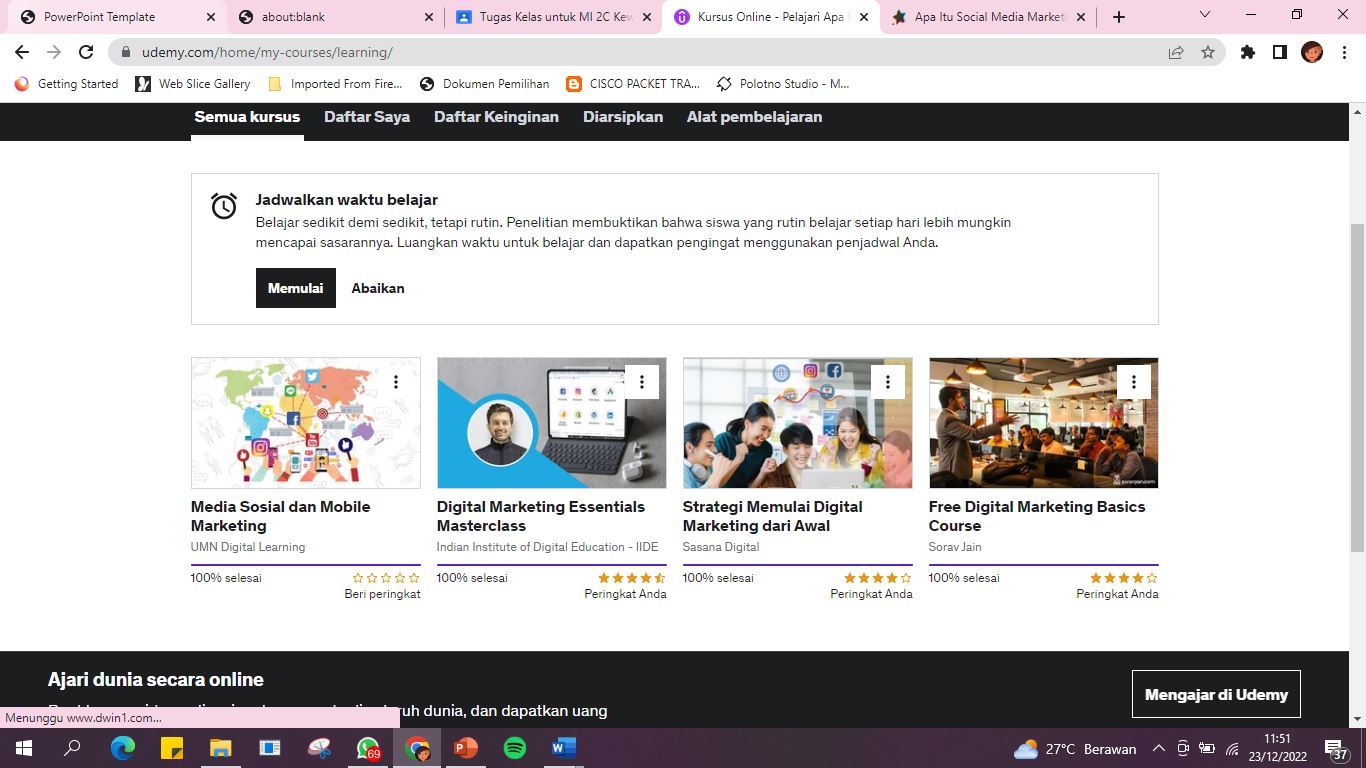 PowerPoint Template
about:blank
Tugas Kelas untuk MI 2C Kew
Kursus Online - Pelajari Apa
Apa Itu Social Media Market
udemy.com/home/my-courses/learning/
Getting Started
Web Slice Gallery
Imported From Fire...
Dokumen Pemilihan
CISCO PACKET TRA...
Polotno Studio - M...
Semua kursus
Daftar Saya
Daftar Keinginan
Diarsipkan
Alat pembelajaran
Jadwalkan waktu belajar
Belajar sedikit demi sedikit, tetapi rutin. Penelitian membuktikan bahwa siswa yang rutin belajar setiap hari lebih mungkin
mencapai sasarannya. Luangkan waktu untuk belajar dan dapatkan pengingat menggunakan penjadwal Anda.
Memulai
Abaikan
Media Sosial dan Mobile
Marketing
UMN Digital Learning
100% selesai
Beri peringkat
Digital Marketing Essentials
Masterclass
Indian Institute of Digital Education - IIDE
100% selesai
Peringkat Anda
Strategi Memulai Digital
Marketing dari Awal
Sasana Digital
100% selesai
Peringkat Anda
soravjain.com
Free Digital Marketing Basics
Course
Sorav Jain
100% selesai
Peringkat Anda
Ajari dunia secara online
dunia, dan dapatkan uang
Mengajar di Udemy
Menunggu www.dwin1.com...
69
27°C Berawan
11:51
23/12/2022
37